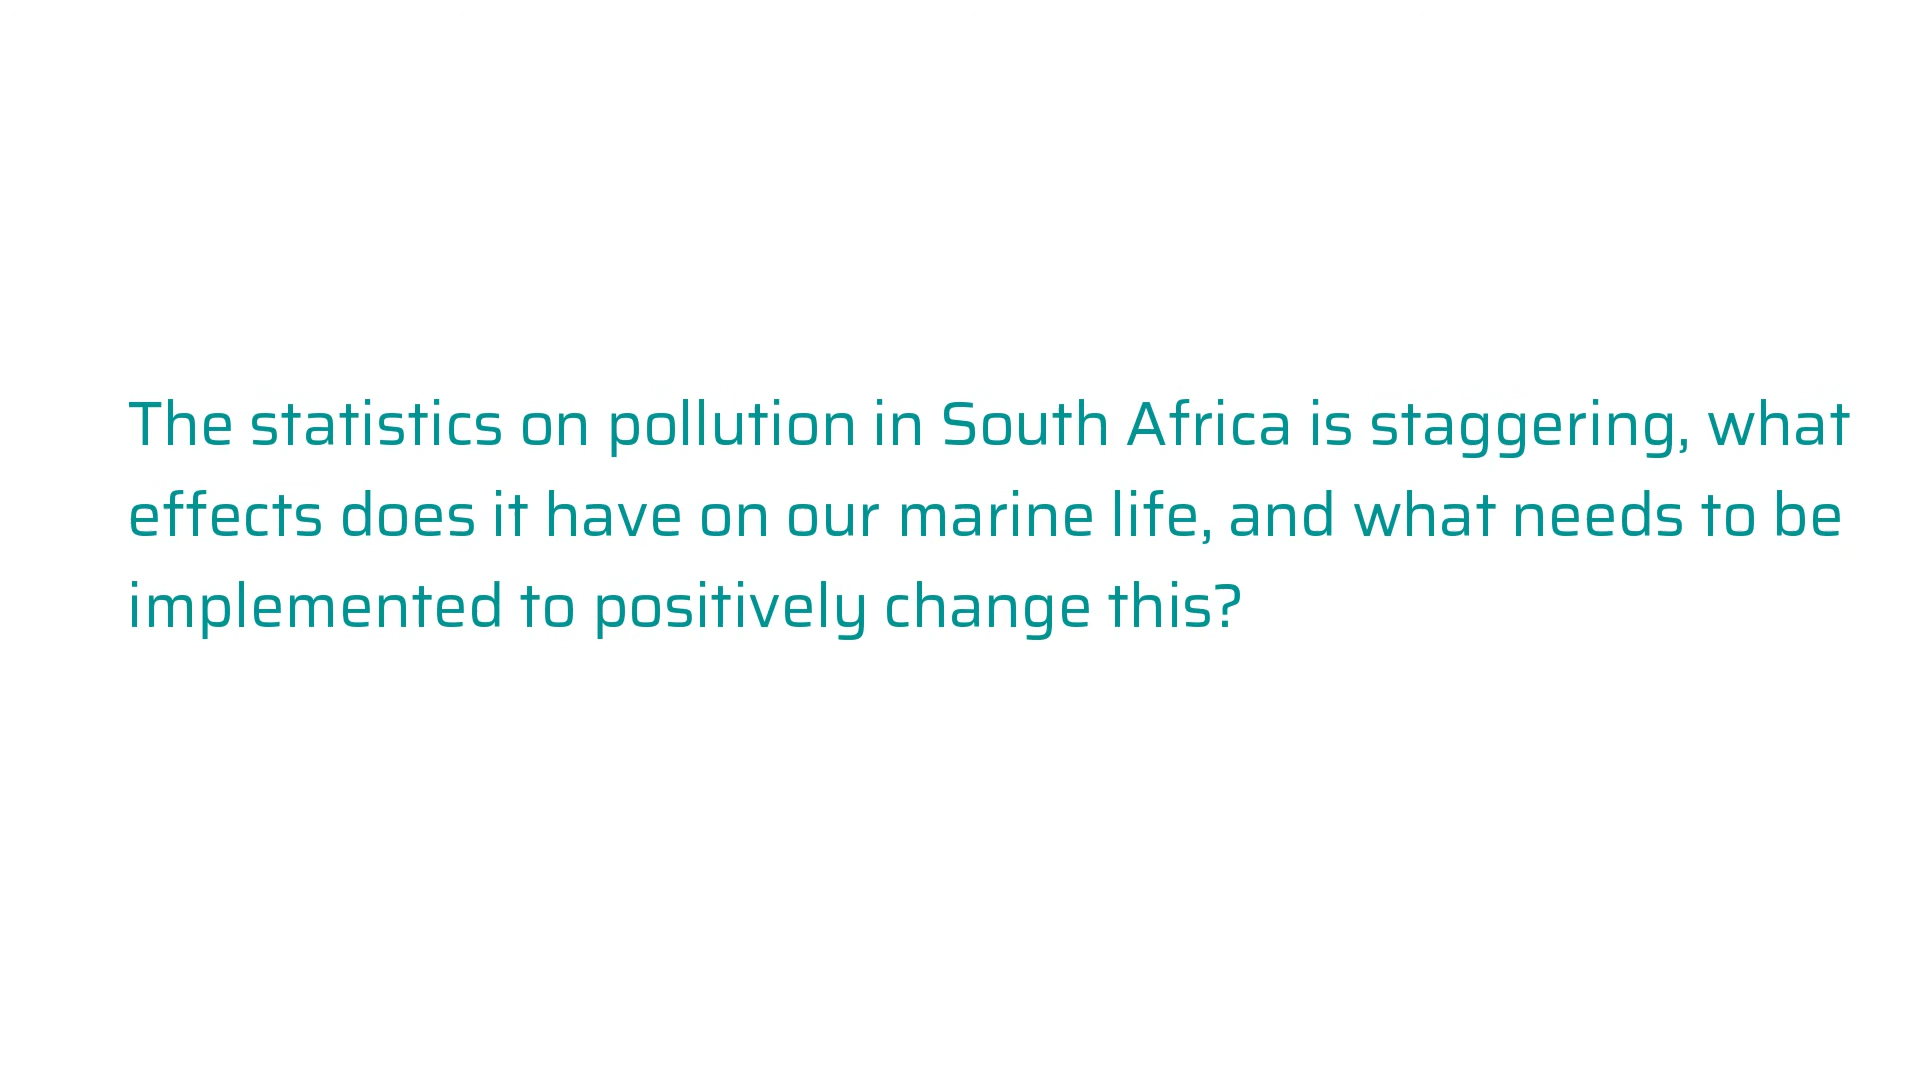 The statistics on pollution in South Africa is staggering, what
effects does it have on our marine life, and what needs to be
implemented to positively change this?